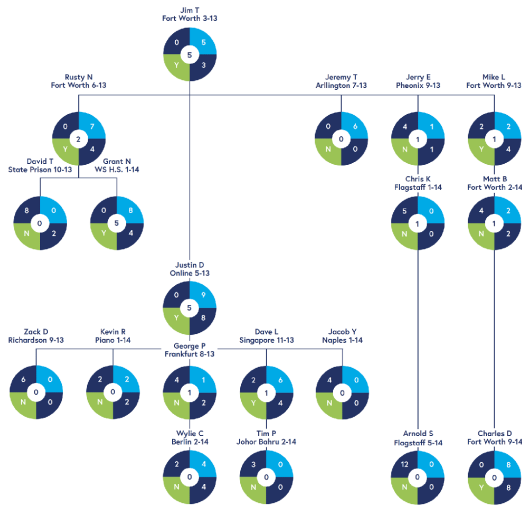 Jim T
Fort Worth 3-13
0 5
5
Y 3
Rusty N
Fort Worth 6-13
Jeremy T
Arilington 7-13
Jerry E
Pheonix 9-13
Mike L
Fort Worth 9-13
0 7
2
Y 4
0 6
0
N 0
4 1
1
N 1
2 2
1
Y 4
David T
State Prison 10-13
Grant N
WS H.S. 1-14
Chris K
Flagstaff 1-14
Matt B
Fort Worth 2-14
8 0
0
N 2
0 8
5
Y 4
5 0
1
N 0
4 2
1
N 2
Justin D
Online 5-13
0 9
5
Y 8
Zack D
Richardson 9-13
Kevin R
Plano 1-14
George P
Frankfurt 8-13
Dave L
Singapore 11-13
Jacob Y
Naples 1-14
6 0
0
N 0
2 2
0
N 2
4 1
1
N 2
2 6
1
Y 4
4 0
0
N 0
Wylie C
Berlin 2-14
Tim P
Johor Bahru 2-14
Arnold S
Flagstaff 5-14
Charles D
Fort Worth 9-14
2 4
0
N 4
3 0
0
N 0
12 0
0
N 0
0 8
0
Y 8